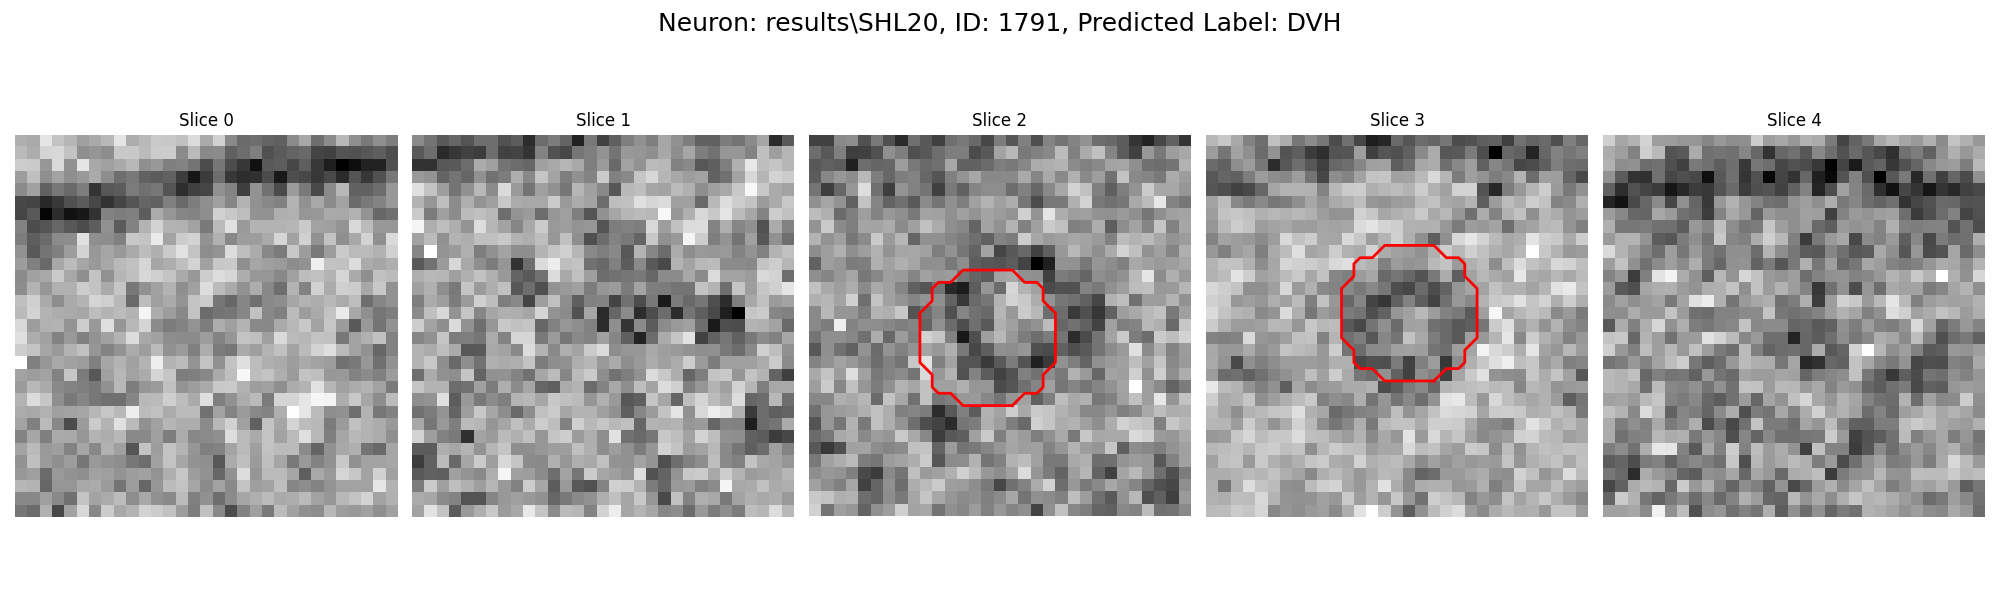 Neuron: results\SHL20, ID: 1791, Predicted Label: DVH
Slice 0
Slice 1
Slice 2
Slice 3
Slice 4